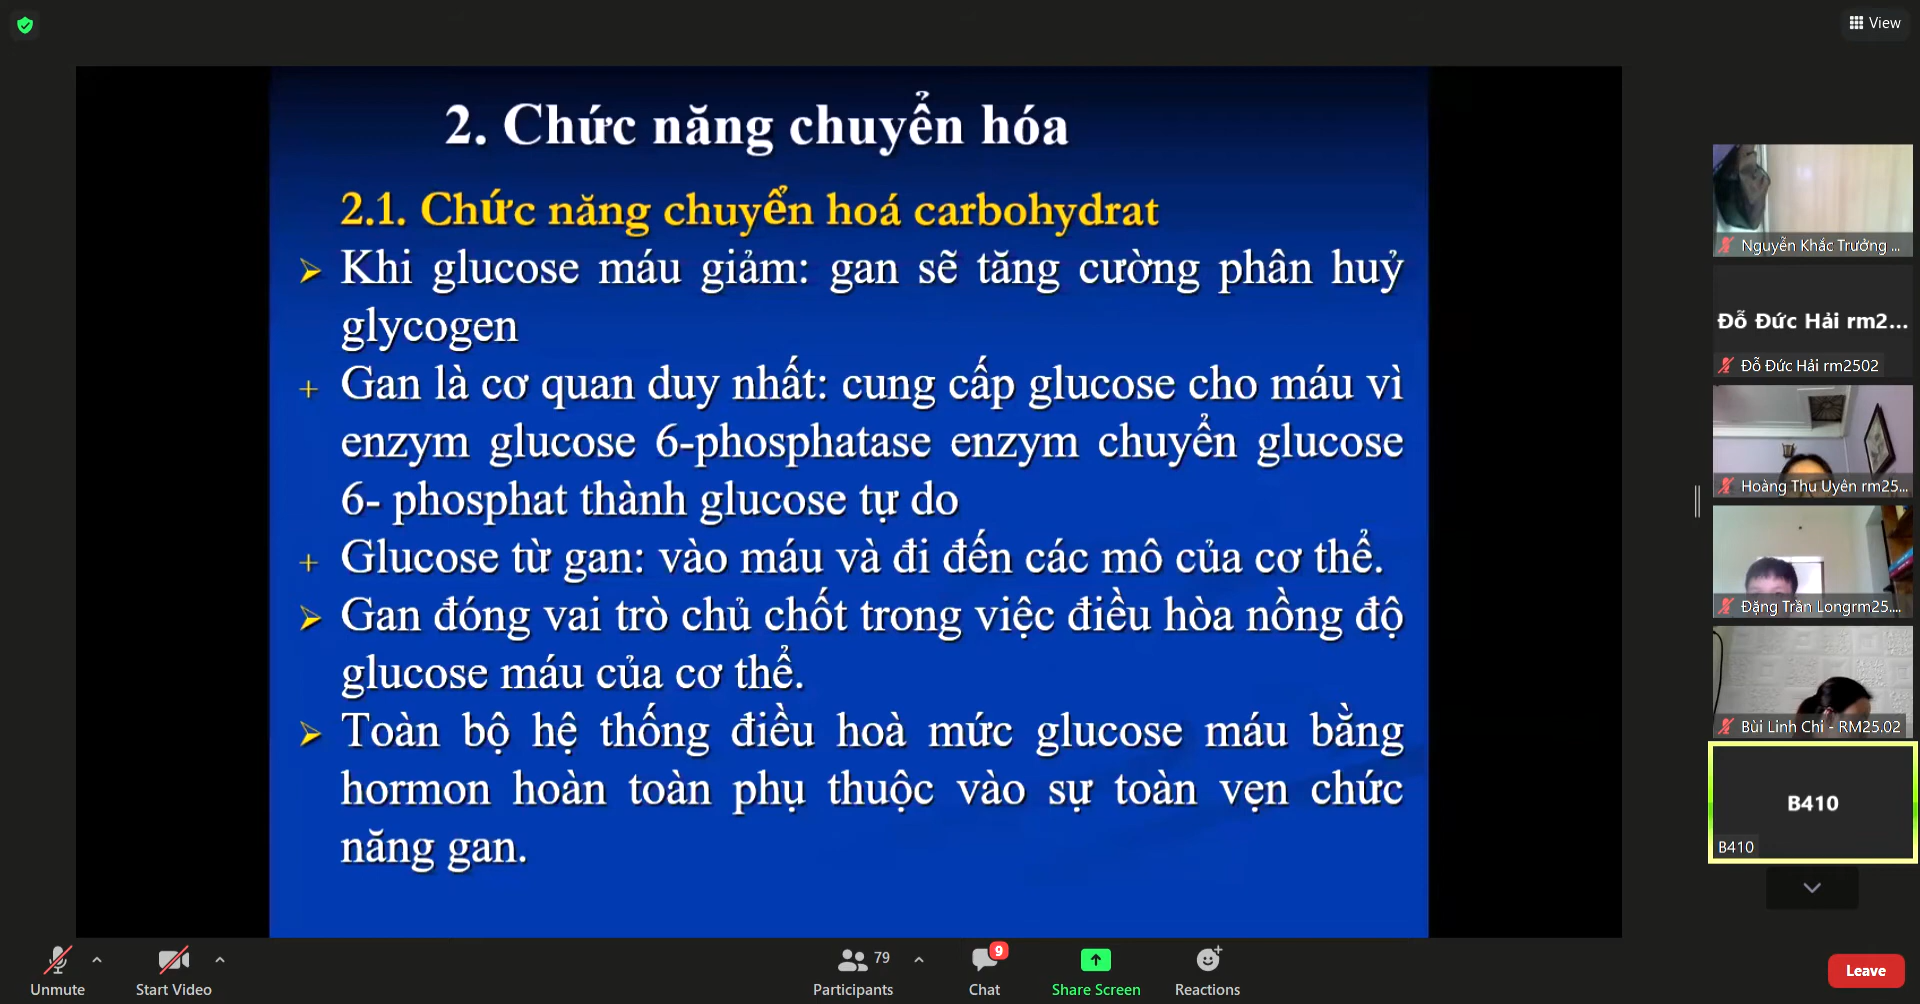 View
2. Chức năng chuyển hóa
2.1. Chức năng chuyển hoá carbohydrat
➢ Khi glucose máu giảm: gan sẽ tăng cường phân huỷ
glycogen
+ Gan là cơ quan duy nhất: cung cấp glucose cho máu vì
enzym glucose 6-phosphatase enzym chuyển glucose
6- phosphat thành glucose tự do
+ Glucose từ gan: vào máu và đi đến các mô của cơ thể.
➢ Gan đóng vai trò chủ chốt trong việc điều hòa nồng độ
glucose máu của cơ thể.
➢ Toàn bộ hệ thống điều hoà mức glucose máu bằng
hormon hoàn toàn phụ thuộc vào sự toàn vẹn chức
năng gan.
Nguyễn Khắc Trưởng ...
Đỗ Đức Hải rm2...
Đỗ Đức Hải rm2502
Hoàng Thu Uyên rm25...
Đặng Trần Longrm25....
Bùi Linh Chi - RM25.02
B410
B410
Unmute
Start Video
79
Participants
9
Chat
Share Screen
Reactions
Leave